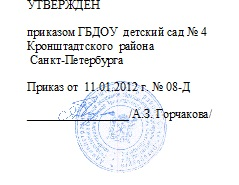 УТВЕРЖДЕН
приказом ГБДОУ детский сад № 4
Кронштадтского района
Санкт-Петербурга
Приказ от 11.01.2012 г. № 08-Д
/А.З. Горчакова/